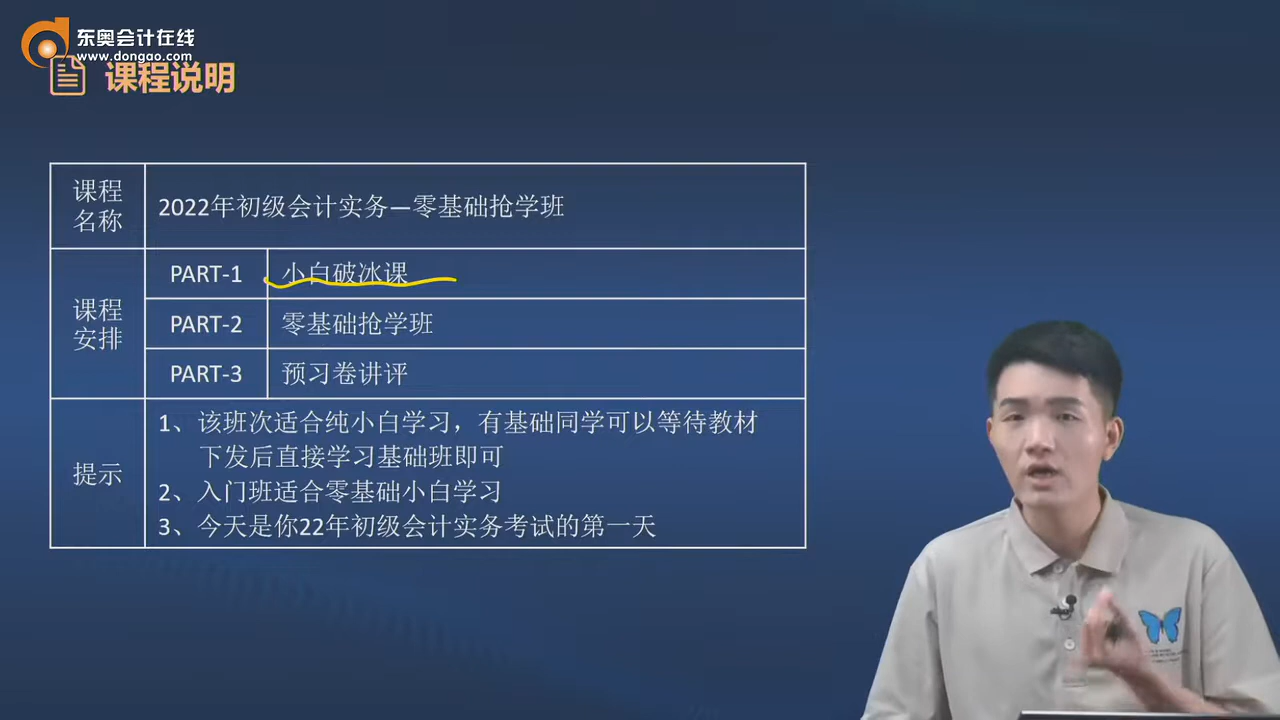 东奥会计在线
www.dongao.com
课程说明
课程
名称
2022年初级会计实务—零基础抢学班
课程
安排
PART-1
小白破冰课
PART-2
零基础抢学班
PART-3
预习卷讲评
提示
1、该班次适合纯小白学习，有基础同学可以等待教材
下发后直接学习基础班即可
2、入门班适合零基础小白学习
3、今天是你22年初级会计实务考试的第一天